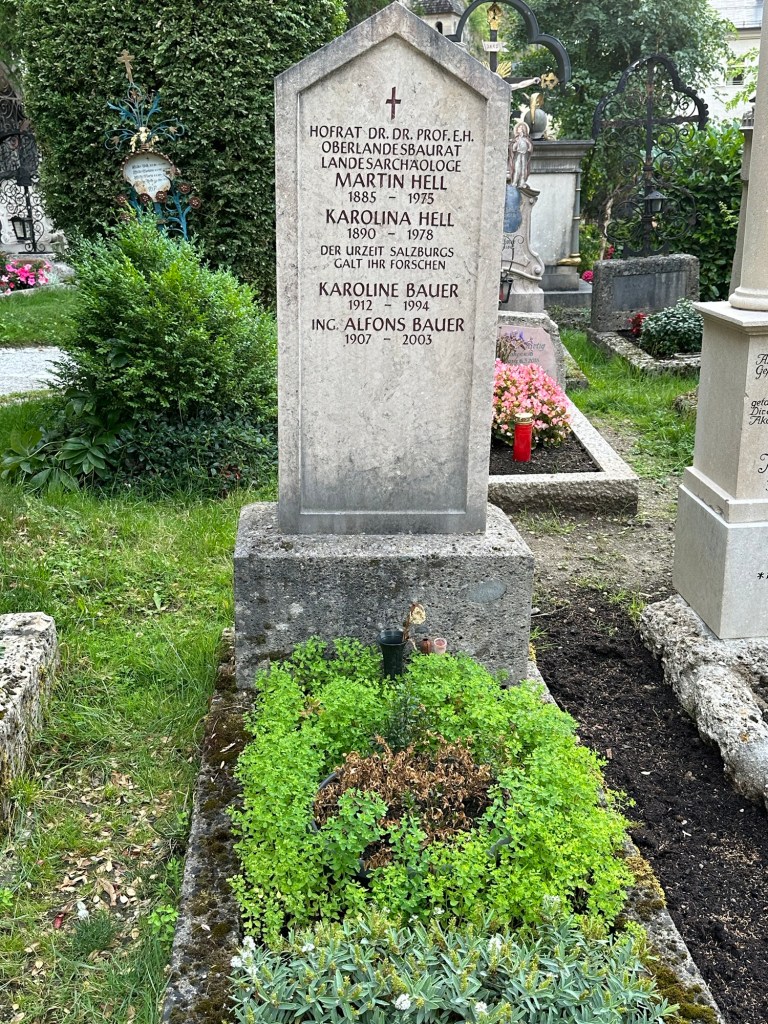 HOFRAT DR. DR. PROF. E.H.
OBERLANDESBAURAT
LANDESARCHÄOLOGE
MARTIN HELL
1885 – 1975
KAROLINA HELL
1890 – 1978
DER URZEIT SALZBURGS
GALT IHR FORSCHEN
KAROLINE BAUER
1912 – 1994
ING. ALFONS BAUER
1907 – 2003